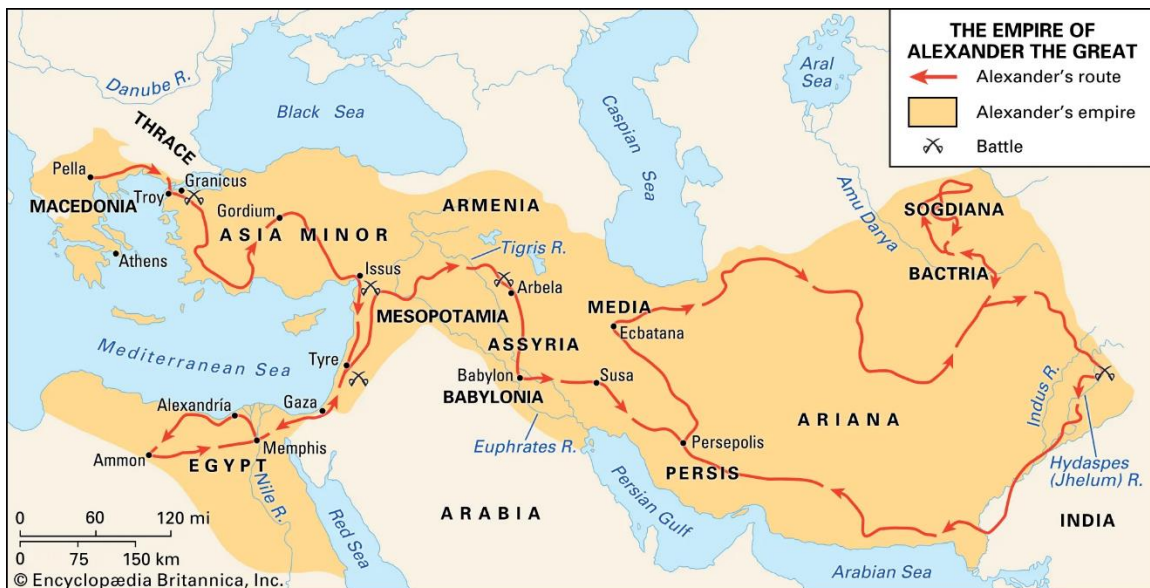 THE EMPIRE OF
ALEXANDER THE GREAT
Alexander's route
Alexander's empire
Battle
Danube R.
Black Sea
Caspian
Sea
Aral
Sea
THRACE
Pella
Granicus
Troy
MACEDONIA
Gordium
ASIA MINOR
Athens
ARMENIA
Tigris R.
Amu Darya
SOGDIANA
BACTRIA
Issus
Arbela
MESOPOTAMIA
MEDIA
Ecbatana
ASSYRIA
Mediterranean Sea
Tyre
Babylon
BABYLONIA
Susa
Alexandría
Gaza
Euphrates R.
Persepolis
PERSIS
ARIANA
Indus R.
Hydaspes
(Jhelum) R.
Ammon
EGYPT
Memphis
Nile R.
Red Sea
ARABIA
Persian Gulf
Arabian Sea
INDIA
0 60 120 mi
0 75 150 km
© Encyclopædia Britannica, Inc.